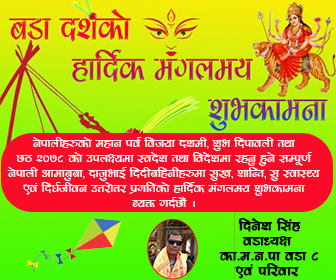 बडा दशैंको
हार्दिक मंगलमय
शुभकामना
नेपालीहरुको महान पर्व विजया दशमी, शुभ दिपावली तथा
छठ २०७८ को उपलक्ष्यमा स्वदेश तथा विदेशमा रहनु हुने सम्पूर्ण
नेपाली आमाबुबा, दाजुभाई दिदीबहिनीहरुमा सुख, शान्ति, सु स्वास्थ्य
एवं दिर्घजीवन उत्तरोत्तर प्रगतिको हार्दिक मंगलमय शुभकामना
ब्यक्त गर्दछौं ।
दिनेश सिंह
वडाध्यक्ष
का.म.न.पा वडा ८
एवं परिवार